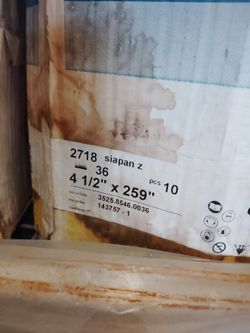 2718 siapan z
36 pcs 10
4 1/2" x 259"
3525.8546.0036
143757 - 1